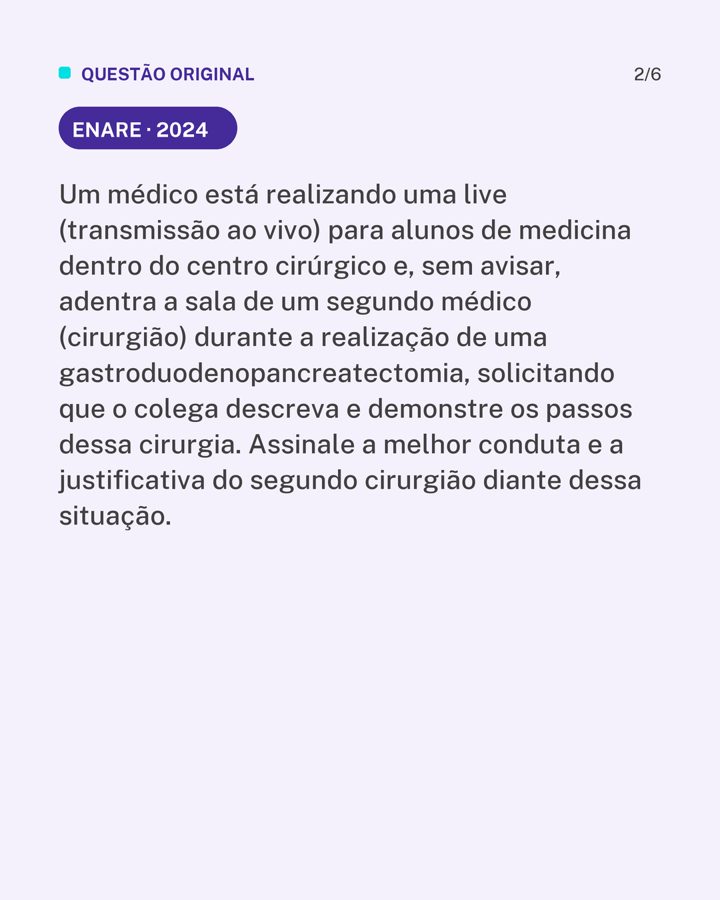 QUESTÃO ORIGINAL
2/6
ENARE · 2024
Um médico está realizando uma live
(transmissão ao vivo) para alunos de medicina
dentro do centro cirúrgico e, sem avisar,
adentra a sala de um segundo médico
(cirurgião) durante a realização de uma
gastroduodenopancreatectomia, solicitando
que o colega descreva e demonstre os passos
dessa cirurgia. Assinale a melhor conduta e a
justificativa do segundo cirurgião diante dessa
situação.